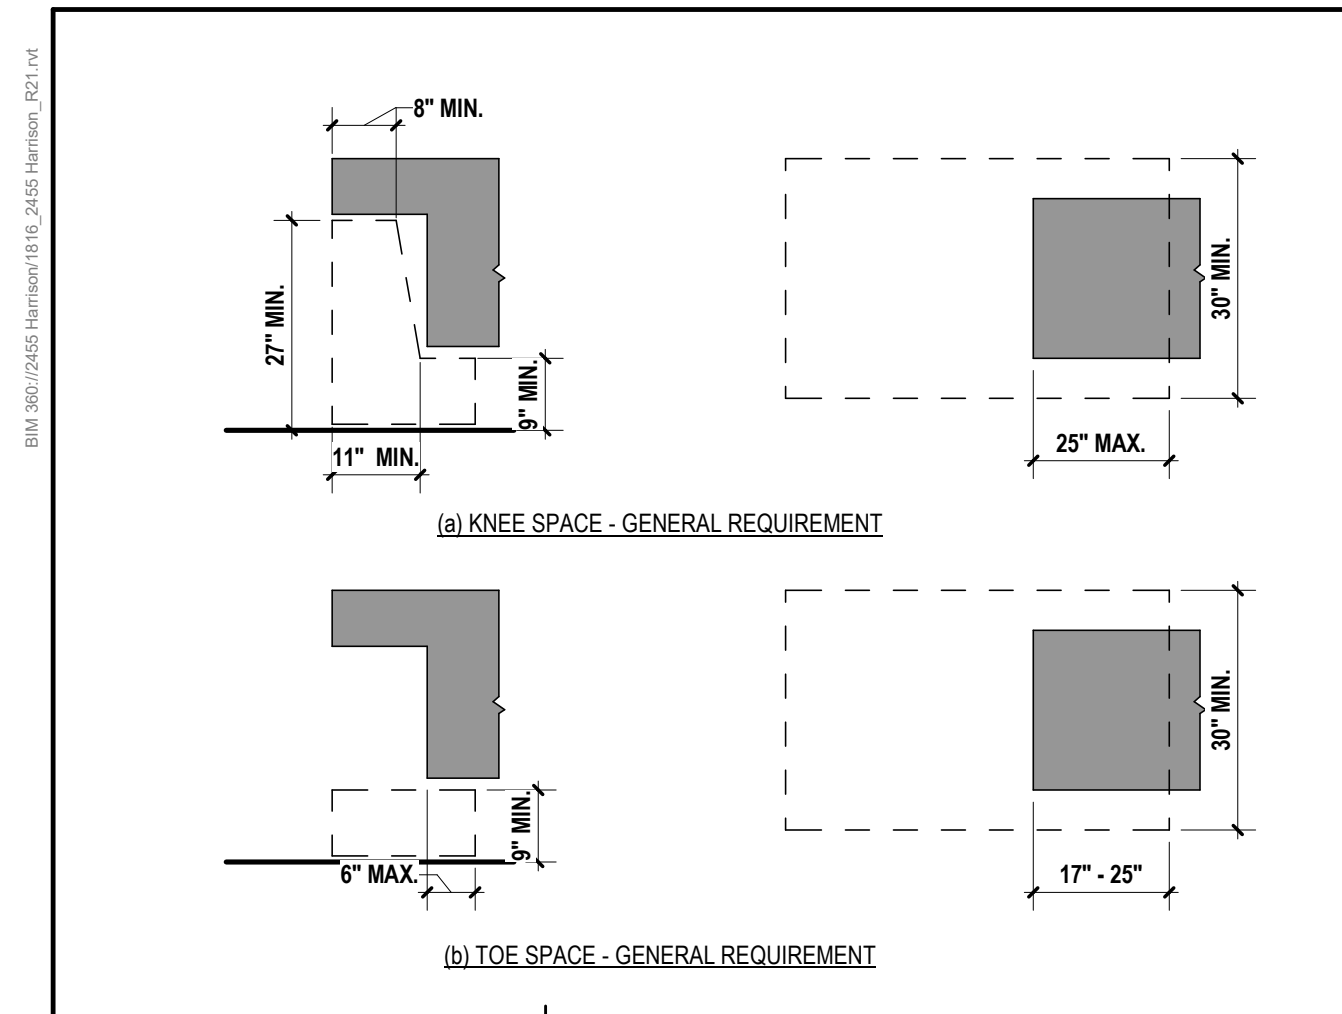 BIM 360://2455 Harrison/1816_2455 Harrison_R21.rvt
8" MIN.
27" MIN.
9" MIN.
11" MIN.
30" MIN.
25" MAX.
(a) KNEE SPACE - GENERAL REQUIREMENT
9" MIN.
6" MAX.
30" MIN.
17" - 25"
(b) TOE SPACE - GENERAL REQUIREMENT